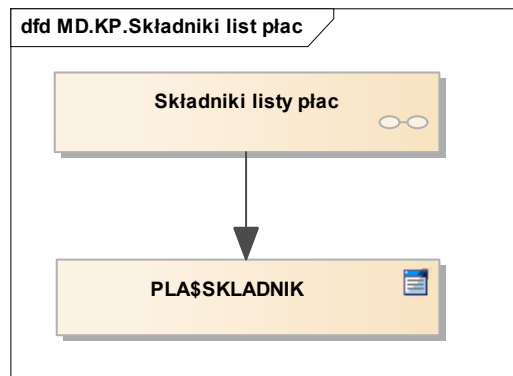 dfd MD.KP.Składniki list płac
Składniki listy płac
PLA$SKLADNIK